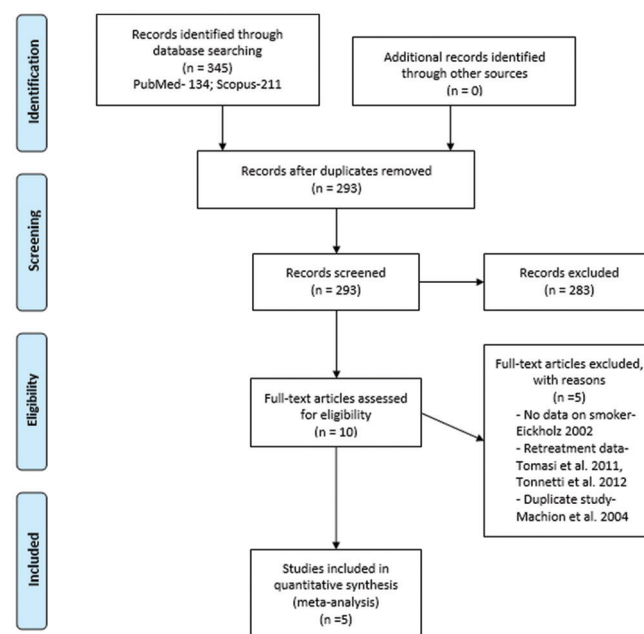 Identification
Records identified through
database searching
(n = 345)
PubMed- 134; Scopus-211
Additional records identified
through other sources
(n = 0)
Records after duplicates removed
(n = 293)
Screening
Records screened
(n = 293)
Records excluded
(n = 283)
Eligibility
Full-text articles assessed
for eligibility
(n = 10)
Full-text articles excluded,
with reasons
(n =5)
- No data on smoker-
Eickholz 2002
- Retreatment data-
Tomasi et al. 2011,
Tonnetti et al. 2012
- Duplicate study-
Machion et al. 2004
Included
Studies included in
quantitative synthesis
(meta-analysis)
(n =5)